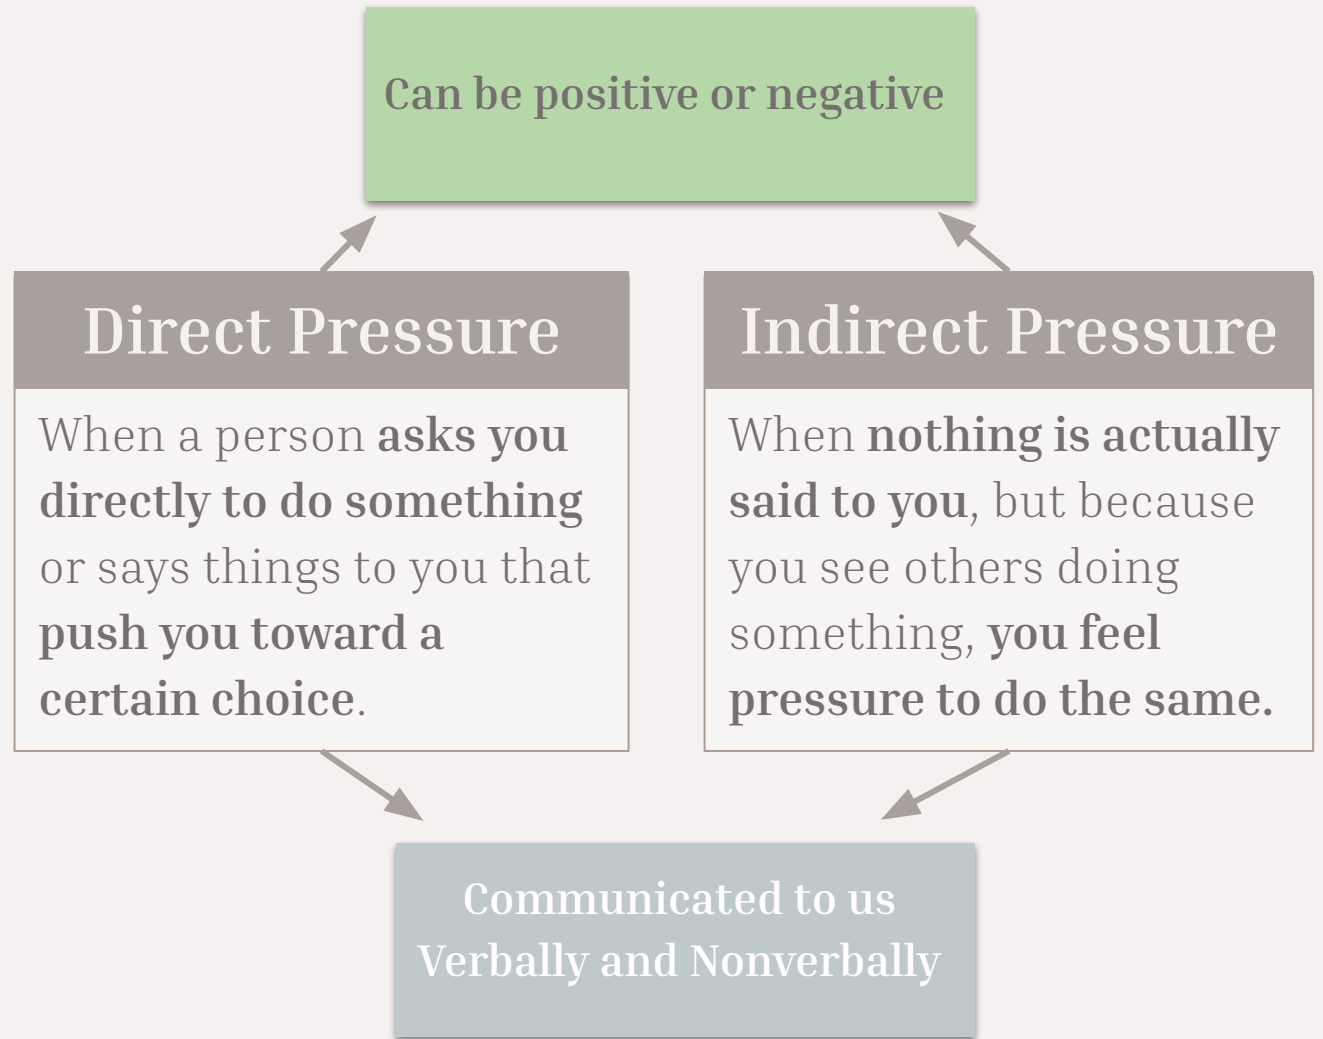 Can be positive or negative
Direct Pressure
When a person asks you
directly to do something
or says things to you that
push you toward a
certain choice.
Indirect Pressure
When nothing is actually
said to you, but because
you see others doing
something, you feel
pressure to do the same.
Communicated to us
Verbally and Nonverbally